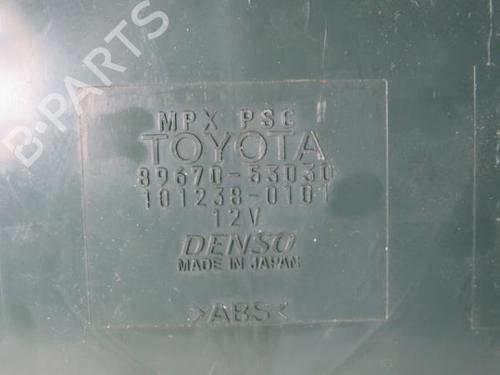 B-PARTS
MPX PSC
TOYOTA
89670-53030
101238-0101
12V
DENSO
MADE IN JAPAN
>ABS<